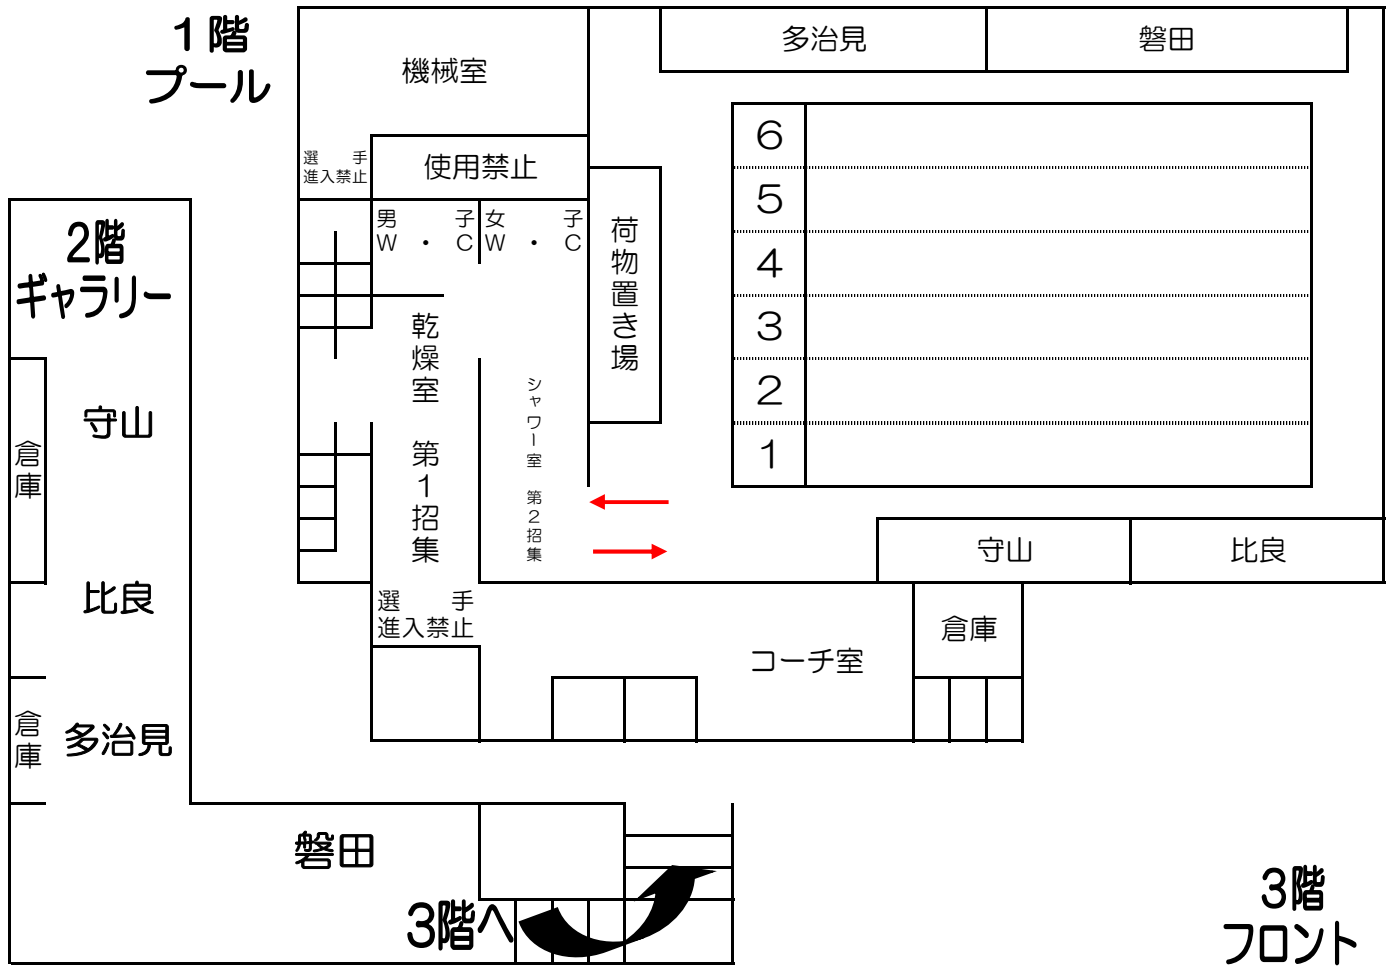 １階
プール
機械室
選手
進入禁止
使用禁止
男子
W・C
女子
W・C
荷物置き場
乾燥室 第１招集
シャワー室 第２招集
選手
進入禁止
多治見
磐田
６
５
４
３
２
１
守山
比良
倉庫
コーチ室
2階
ギャラリー
倉庫
守山
比良
倉庫
多治見
磐田
3階へ
3階
フロント